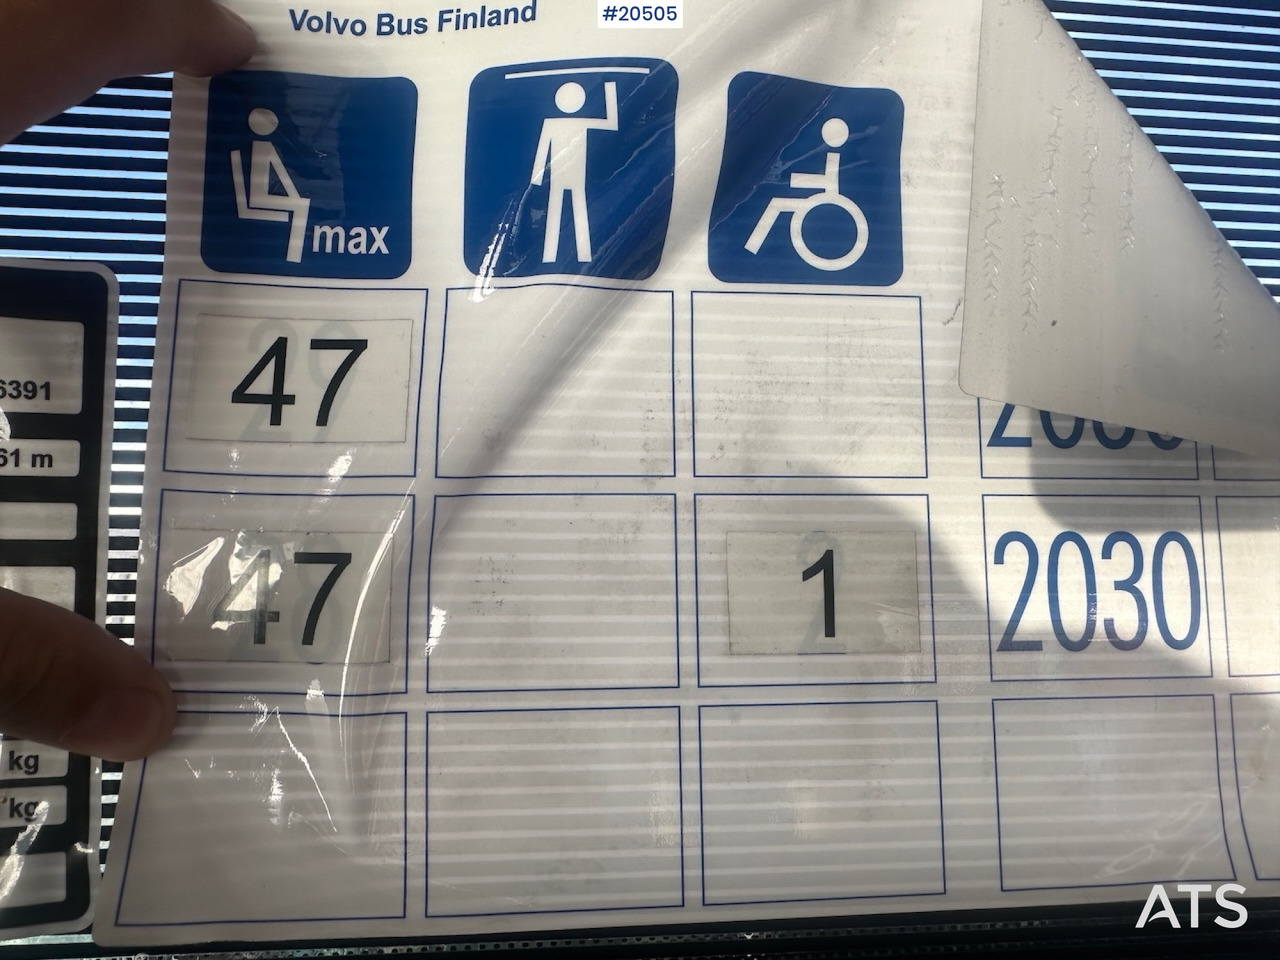 Volvo Bus Finland
#20505
max
6391
61 m
47
47
1
2030
kg
kg
ATS